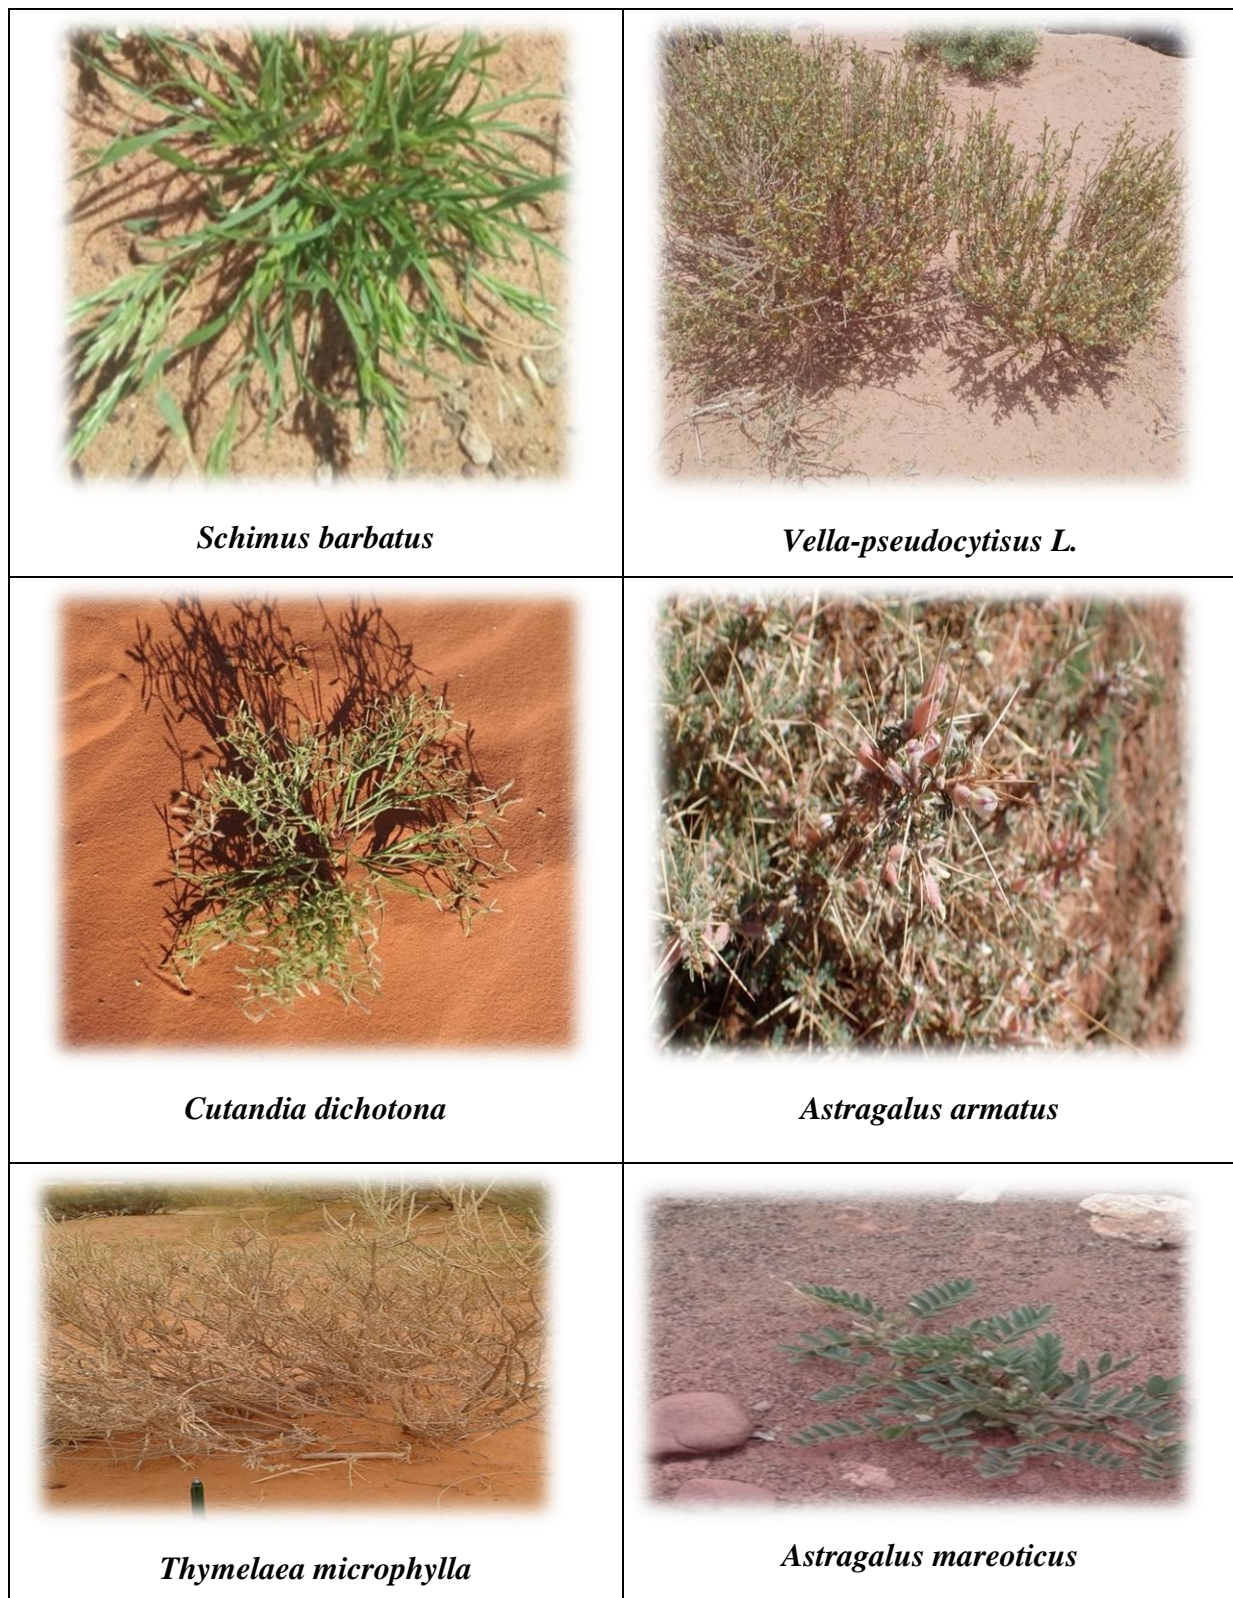 Schimus barbatus
Vella-pseudocytisus L.
Cutandia dichotona
Astragalus armatus
Thymelaea microphylla
Astragalus mareoticus